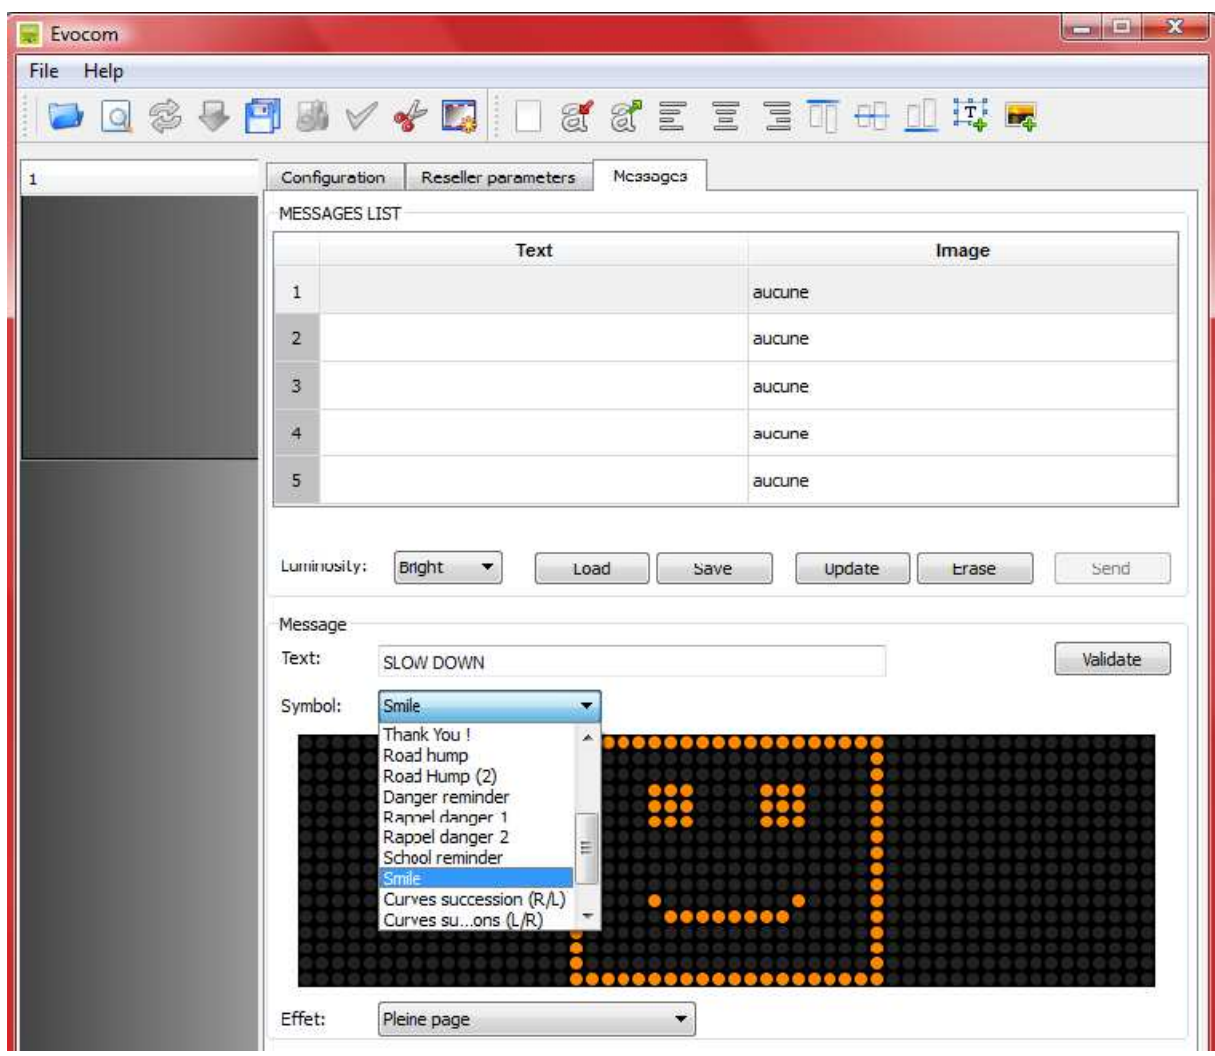 Evocom
File Help
1
Configuration Reseller parameters Messages
MESSAGES LIST
Text Image
1 aucune
2 aucune
3 aucune
4 aucune
5 aucune
Luminosity: Bright Load Save Update Erase Send
Message
Text: SLOW DOWN Validate
Symbol: Smile
Thank You !
Road hump
Road Hump (2)
Danger reminder
Rappel danger 1
Rappel danger 2
School reminder
Smile
Curves succession (R/L)
Curves su...ons (L/R)
Effet: Pleine page